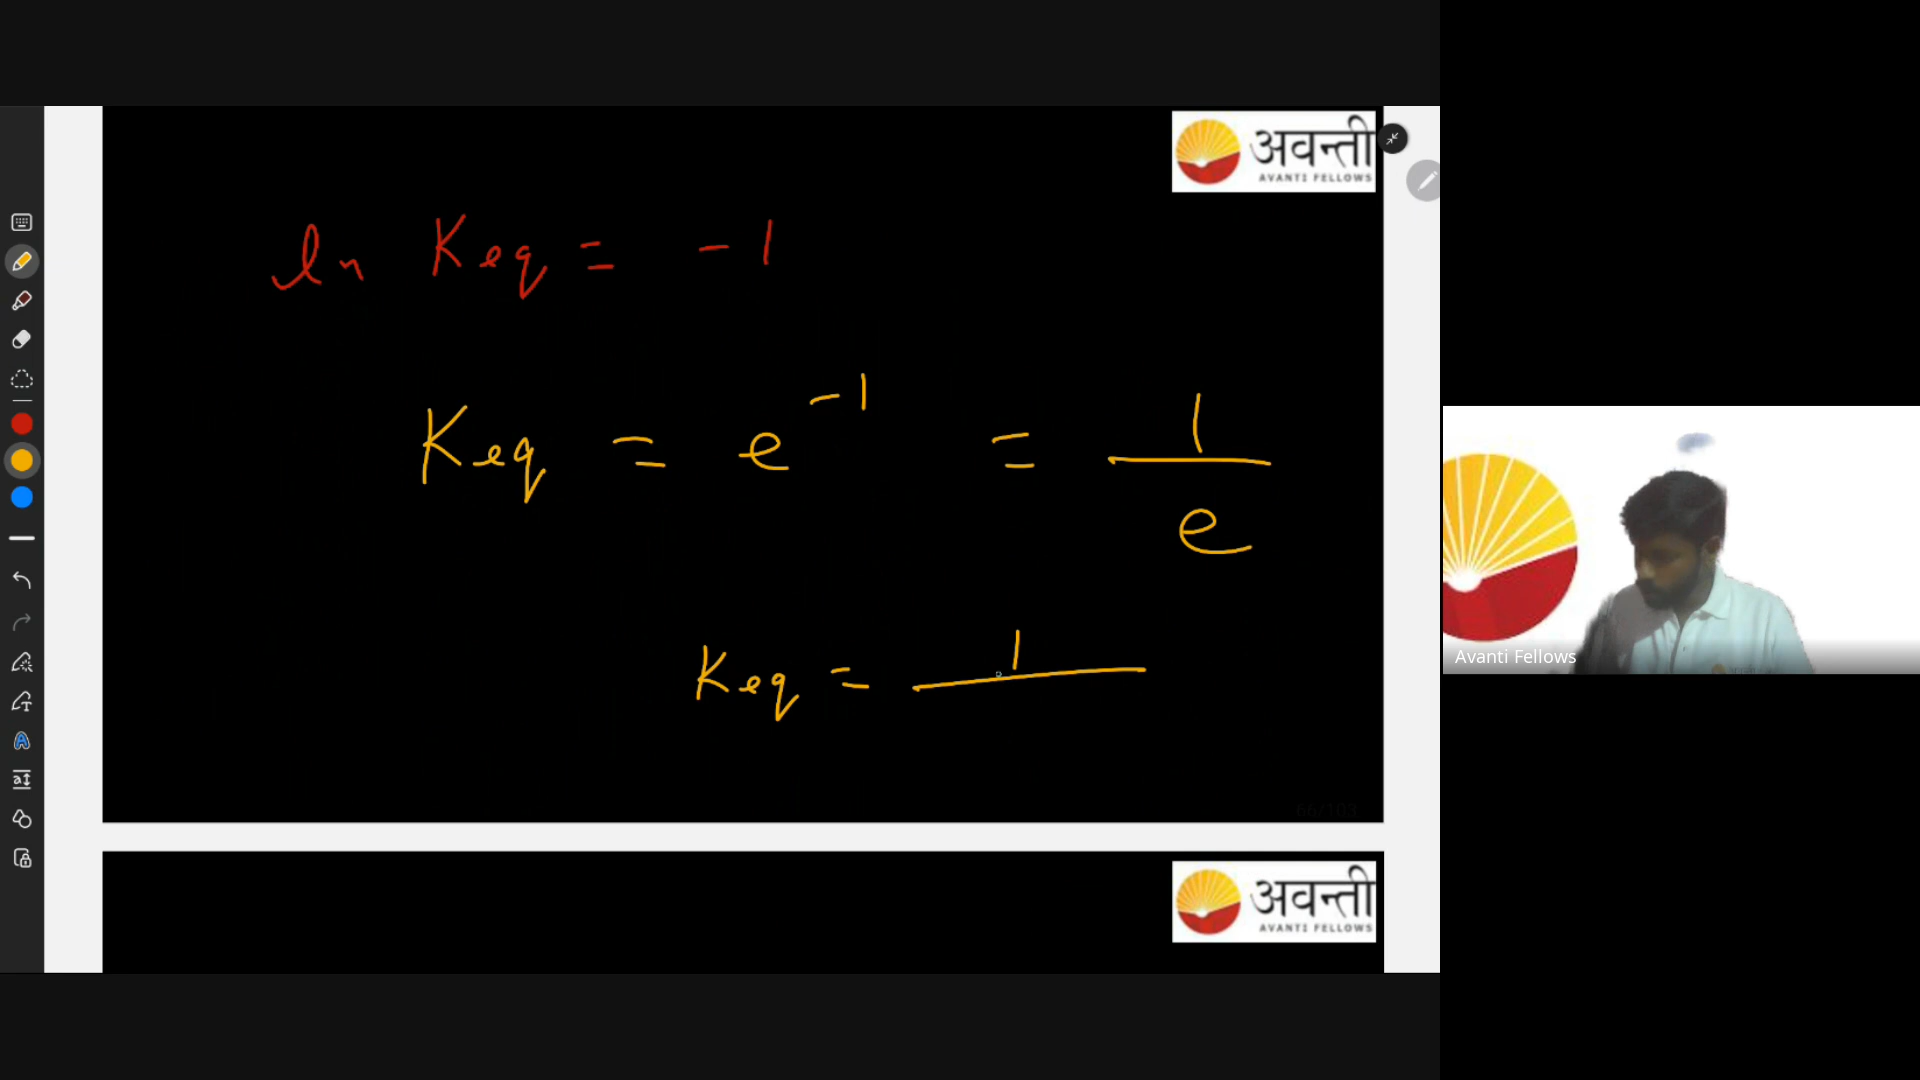 अवन्ती
AVANTI FELLOWS
ln Keq = -1
Keq = e^-1 = 1/e
Keq = 1/
Avanti Fellows
अवन्ती
AVANTI FELLOWS